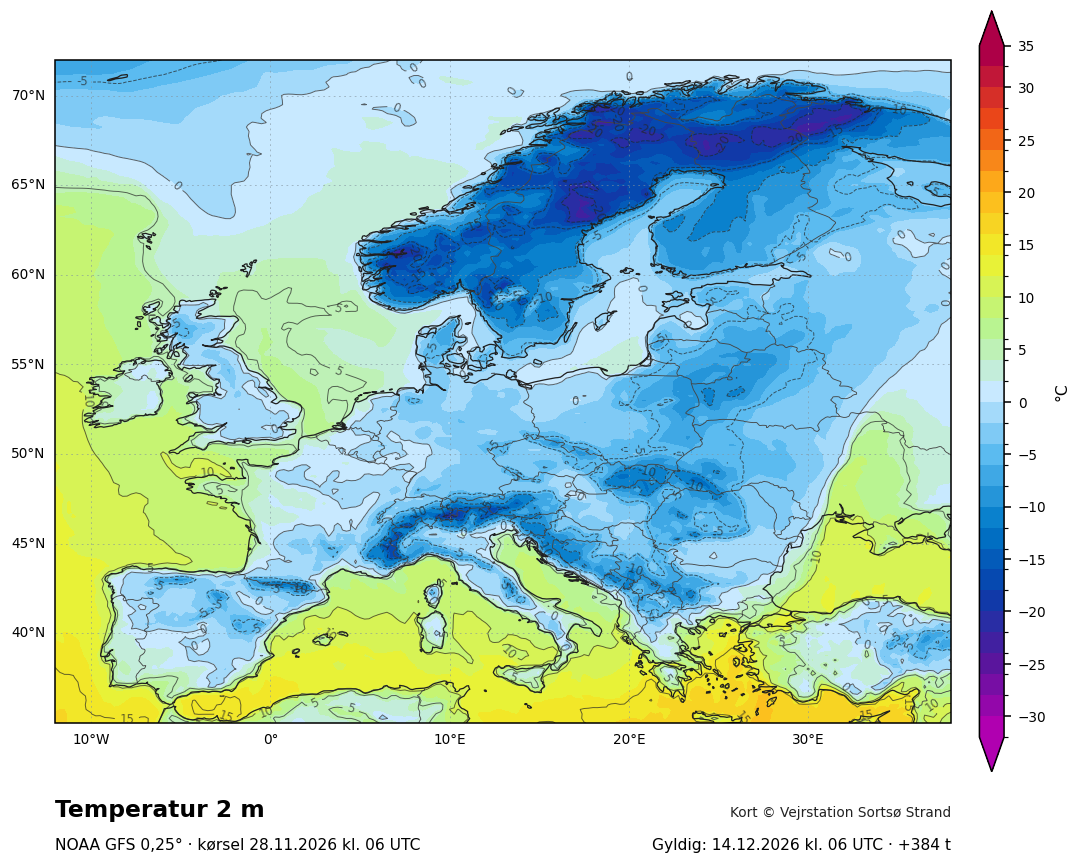 70°N
65°N
60°N
55°N
50°N
45°N
40°N
10°W
0°
10°E
20°E
30°E
35
30
25
20
15
10
5
0
−5
−10
−15
−20
−25
−30
°C
Temperatur 2 m
Kort © Vejrstation Sortsø Strand
NOAA GFS 0,25° · kørsel 28.11.2026 kl. 06 UTC
Gyldig: 14.12.2026 kl. 06 UTC · +384 t